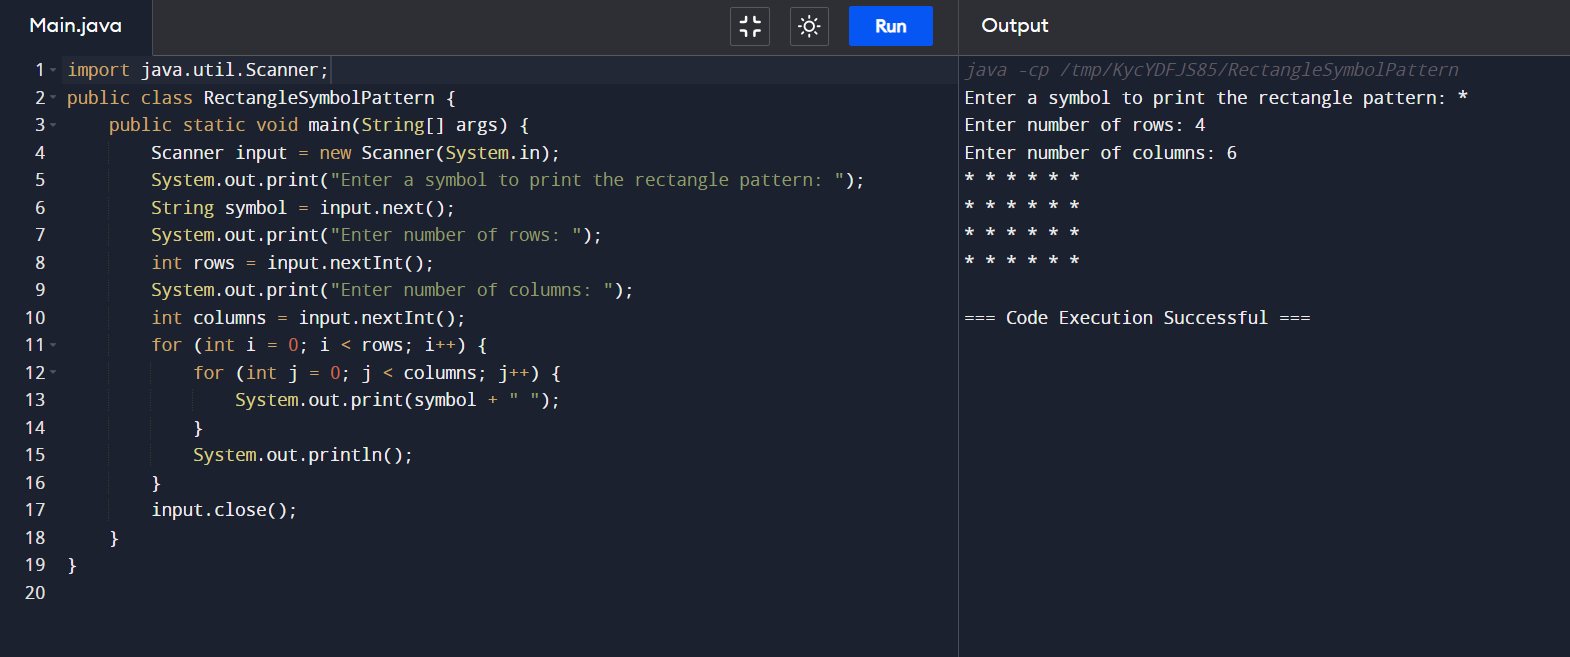 Main.java
Run
Output
1 import java.util.Scanner;
2 public class RectangleSymbolPattern {
3     public static void main(String[] args) {
4         Scanner input = new Scanner(System.in);
5         System.out.print("Enter a symbol to print the rectangle pattern: ");
6         String symbol = input.next();
7         System.out.print("Enter number of rows: ");
8         int rows = input.nextInt();
9         System.out.print("Enter number of columns: ");
10         int columns = input.nextInt();
11         for (int i = 0; i < rows; i++) {
12             for (int j = 0; j < columns; j++) {
13                 System.out.print(symbol + " ");
14             }
15             System.out.println();
16         }
17         input.close();
18     }
19 }
20
java -cp /tmp/KycYDFJS85/RectangleSymbolPattern
Enter a symbol to print the rectangle pattern: *
Enter number of rows: 4
Enter number of columns: 6
* * * * * *
* * * * * *
* * * * * *
* * * * * *
=== Code Execution Successful ===